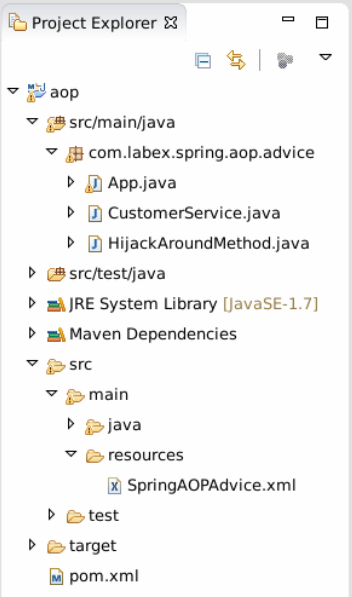 Project Explorer
aop
src/main/java
com.labex.spring.aop.advice
App.java
CustomerService.java
HijackAroundMethod.java
src/test/java
JRE System Library [JavaSE-1.7]
Maven Dependencies
src
main
java
resources
SpringAOPAdvice.xml
test
target
pom.xml